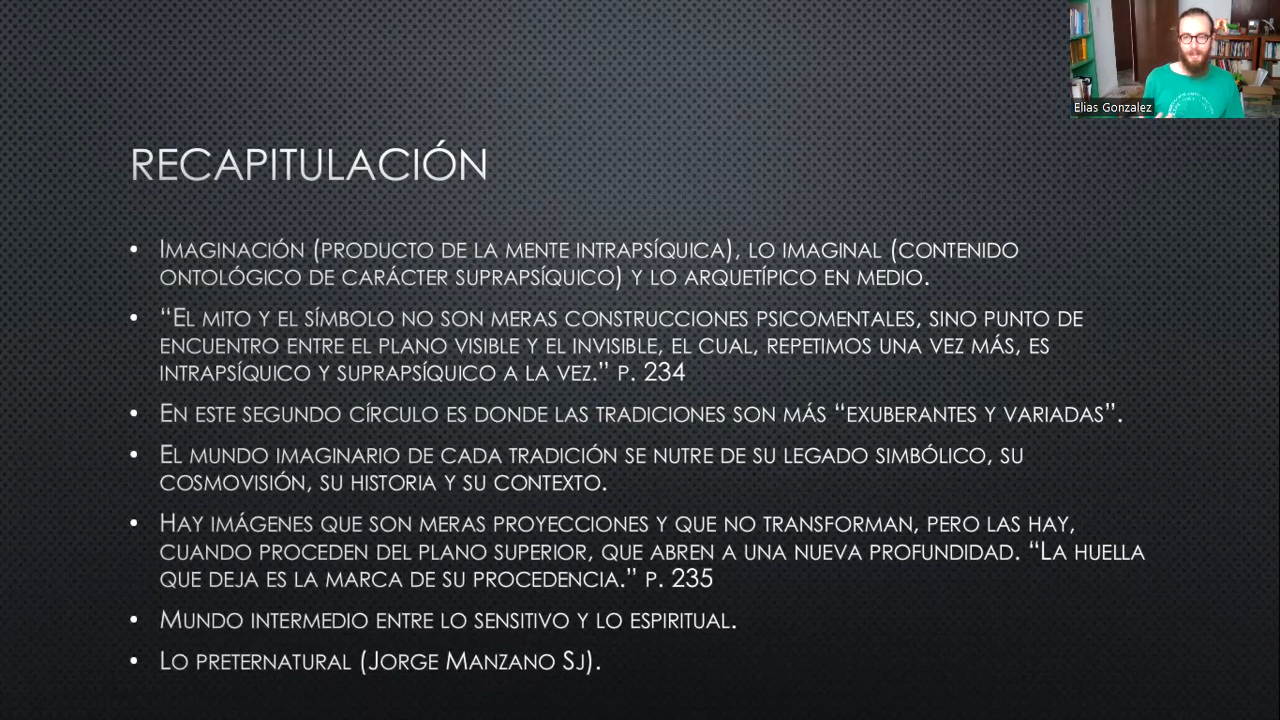 Elias Gonzalez
RECAPITULACIÓN
• IMAGINACIÓN (PRODUCTO DE LA MENTE INTRAPSÍQUICA), LO IMAGINAL (CONTENIDO
ONTOLÓGICO DE CARÁCTER SUPRAPSÍQUICO) Y LO ARQUETÍPICO EN MEDIO.
• “EL MITO Y EL SÍMBOLO NO SON MERAS CONSTRUCCIONES PSICOMENTALES, SINO PUNTO DE
ENCUENTRO ENTRE EL PLANO VISIBLE Y EL INVISIBLE, EL CUAL, REPETIMOS UNA VEZ MÁS, ES
INTRAPSÍQUICO Y SUPRAPSÍQUICO A LA VEZ.” P. 234
• EN ESTE SEGUNDO CÍRCULO ES DONDE LAS TRADICIONES SON MÁS “EXUBERANTES Y VARIADAS”.
• EL MUNDO IMAGINARIO DE CADA TRADICIÓN SE NUTRE DE SU LEGADO SIMBÓLICO, SU
COSMOVISIÓN, SU HISTORIA Y SU CONTEXTO.
• HAY IMÁGENES QUE SON MERAS PROYECCIONES Y QUE NO TRANSFORMAN, PERO LAS HAY,
CUANDO PROCEDEN DEL PLANO SUPERIOR, QUE ABREN A UNA NUEVA PROFUNDIDAD. “LA HUELLA
QUE DEJA ES LA MARCA DE SU PROCEDENCIA.” P. 235
• MUNDO INTERMEDIO ENTRE LO SENSITIVO Y LO ESPIRITUAL.
• LO PRETERNATURAL (JORGE MANZANO SJ).